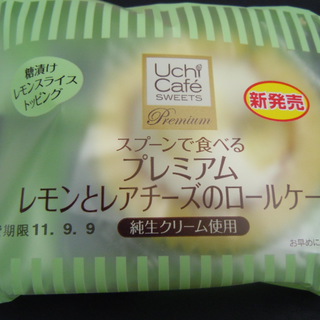 糖漬け
レモンスライス
トッピング
Uchi
Café
SWEETS
Premium
新発売
スプーンで食べる
プレミアム
レモンとレアチーズのロールケー
期限11. 9. 9
純生クリーム使用
お早めに